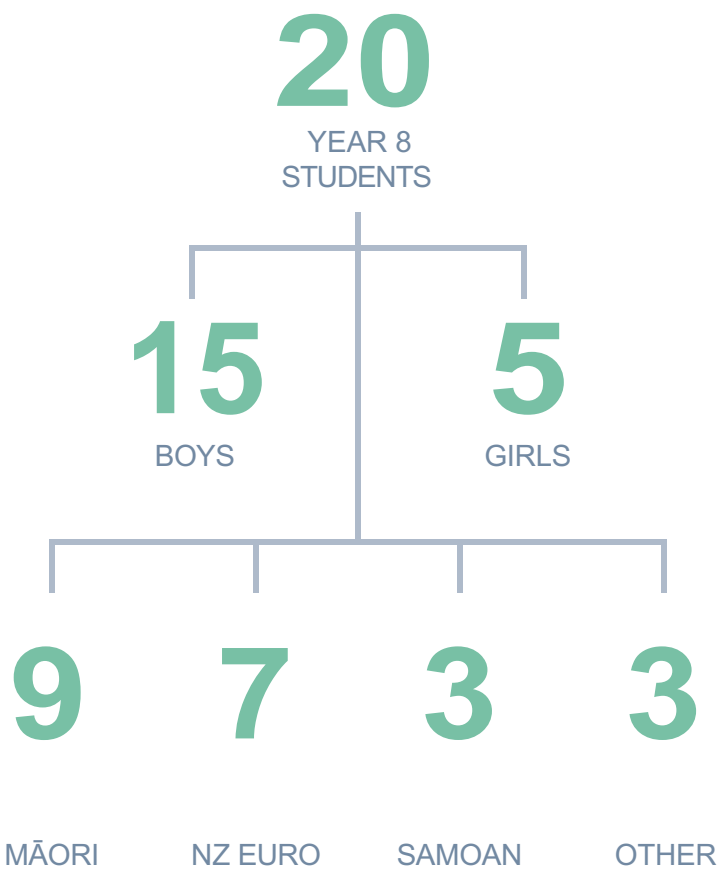 20
YEAR 8
STUDENTS
15 5
BOYS GIRLS
9 7 3 3
MĀORI NZ EURO SAMOAN OTHER